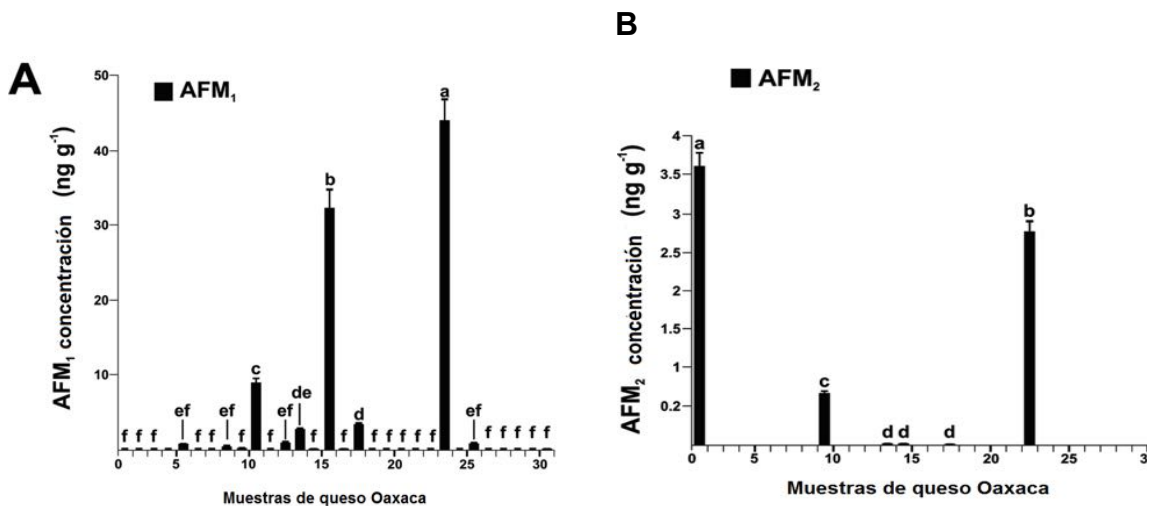 A
AFM₁
AFM₁ concentración (ng g⁻¹)
50
40
30
20
10
f f f ef f f ef f c ef de f b f d f f f f f a ef f f f f f
0 5 10 15 20 25 30
Muestras de queso Oaxaca
B
AFM₂
AFM₂ concentración (ng g⁻¹)
4
3.5
3
2.5
2
1.5
1
0.2
a c d d d b
0 5 10 15 20 25 3
Muestras de queso Oaxaca